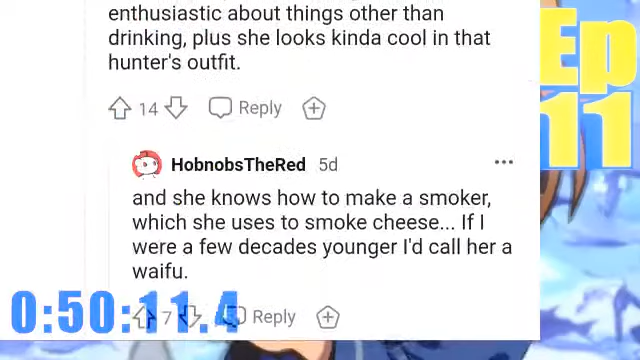 enthusiastic about things other than
drinking, plus she looks kinda cool in that
hunter's outfit.
14 Reply
HobnobsTheRed 5d ...
and she knows how to make a smoker,
which she uses to smoke cheese... If I
were a few decades younger I'd call her a
waifu.
7 Reply
0:50:11.4
Ep
11